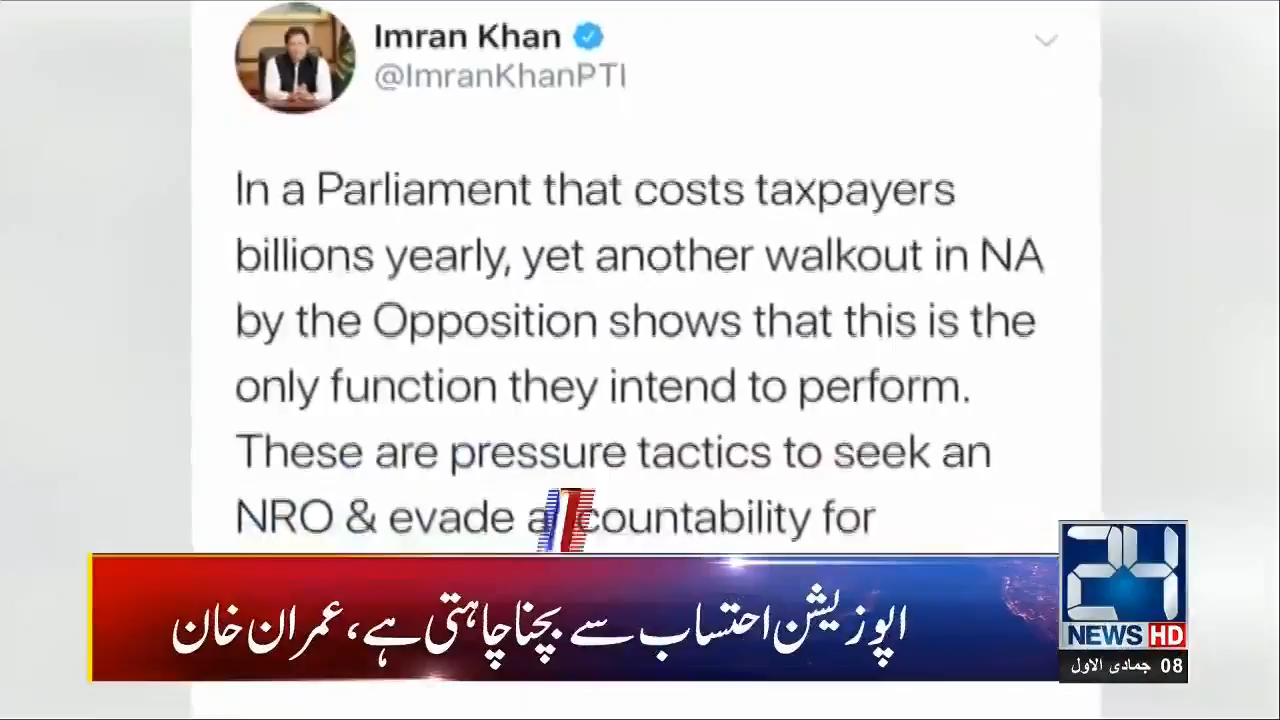 Imran Khan
@ImranKhanPTI
In a Parliament that costs taxpayers
billions yearly, yet another walkout in NA
by the Opposition shows that this is the
only function they intend to perform.
These are pressure tactics to seek an
NRO & evade accountability for
اپوزیشن احتساب سے بچنا چاہتی ہے، عمران خان
24
NEWS HD
08 جمادی الاول